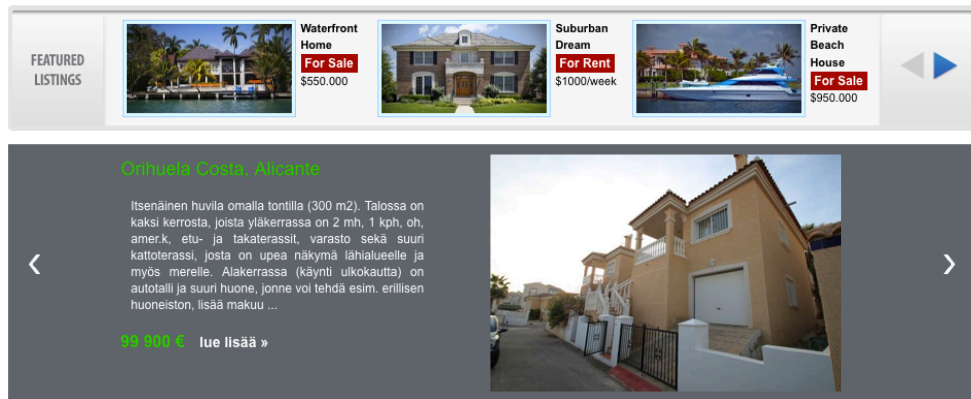 FEATURED
LISTINGS
Waterfront
Home
For Sale
$550.000
Suburban
Dream
For Rent
$1000/week
Private
Beach
House
For Sale
$950.000
Orihuela Costa, Alicante
Itsenäinen huvila omalla tontilla (300 m2). Talossa on
kaksi kerrosta, joista yläkerrassa on 2 mh, 1 kph, oh,
amer.k, etu- ja takaterassit, varasto sekä suuri
kattoterassi, josta on upea näkymä lähialueelle ja
myös merelle. Alakerrassa (käynti ulkokautta) on
autotalli ja suuri huone, jonne voi tehdä esim. erillisen
huoneiston, lisää makuu ...
99 900 € lue lisää »